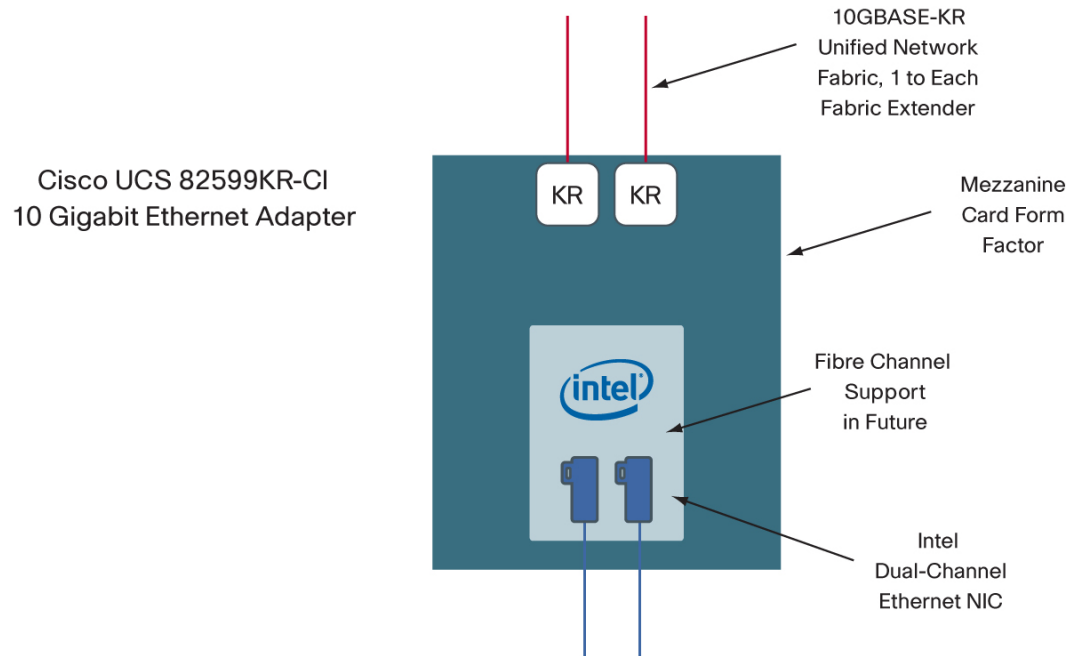 10GBASE-KR
Unified Network
Fabric, 1 to Each
Fabric Extender
Cisco UCS 82599KR-CI
10 Gigabit Ethernet Adapter
KR
KR
Mezzanine
Card Form
Factor
intel
Fibre Channel
Support
in Future
Intel
Dual-Channel
Ethernet NIC